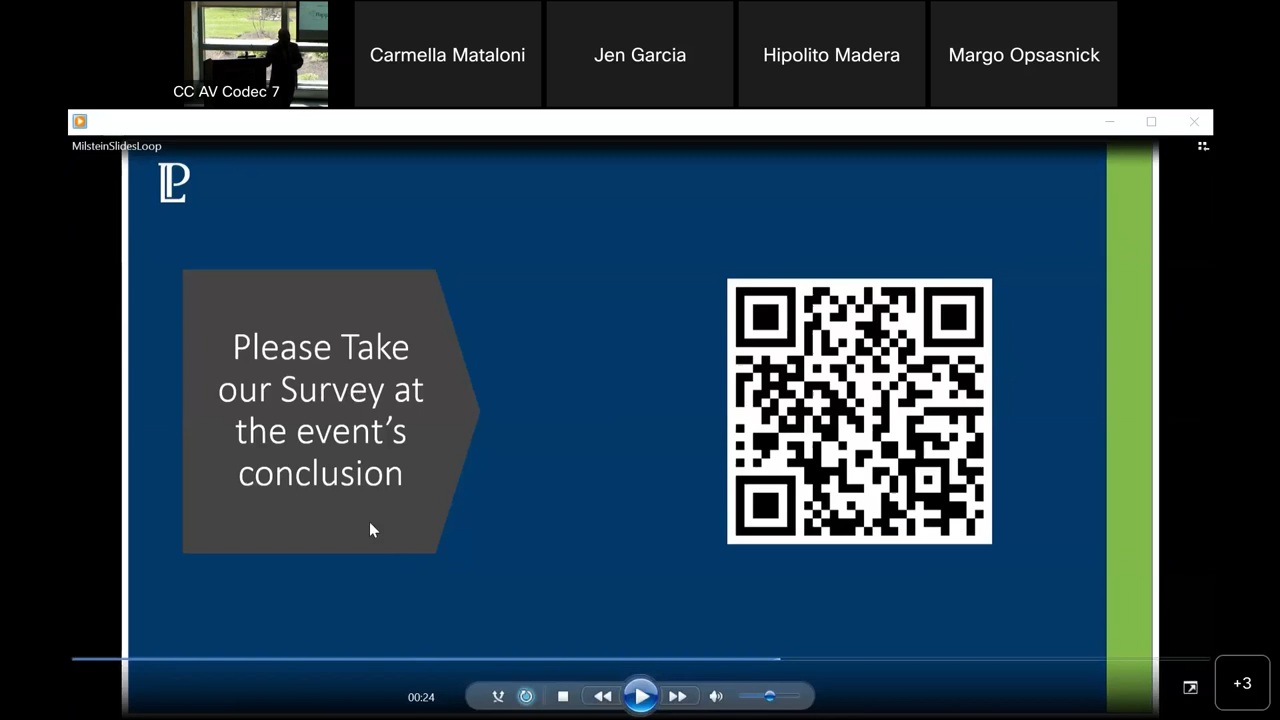 CC AV Codec 7
Carmella Mataloni
Jen Garcia
Hipolito Madera
Margo Opsasnick
MilsteinSlidesLoop
LP
Please Take
our Survey at
the event’s
conclusion
00:24
+3